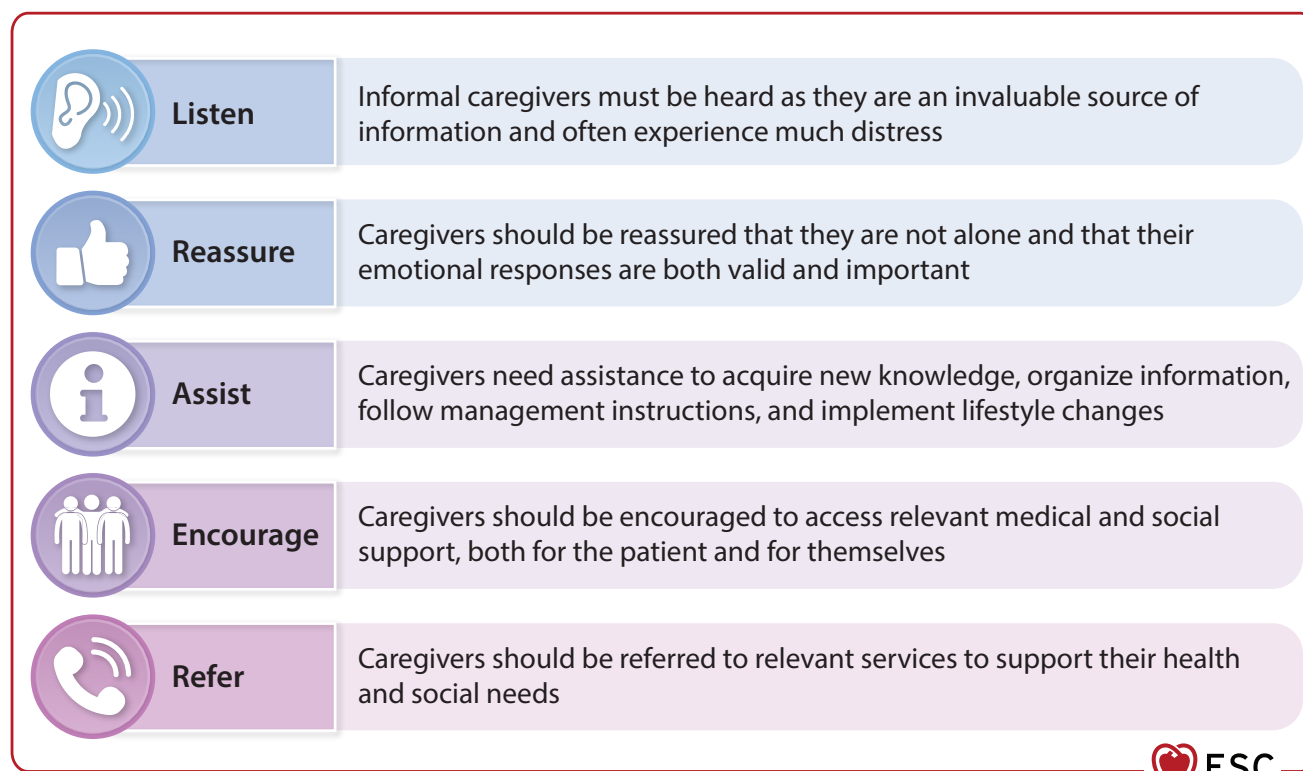 Listen
Informal caregivers must be heard as they are an invaluable source of
information and often experience much distress
Reassure
Caregivers should be reassured that they are not alone and that their
emotional responses are both valid and important
Assist
Caregivers need assistance to acquire new knowledge, organize information,
follow management instructions, and implement lifestyle changes
Encourage
Caregivers should be encouraged to access relevant medical and social
support, both for the patient and for themselves
Refer
Caregivers should be referred to relevant services to support their health
and social needs
ESC